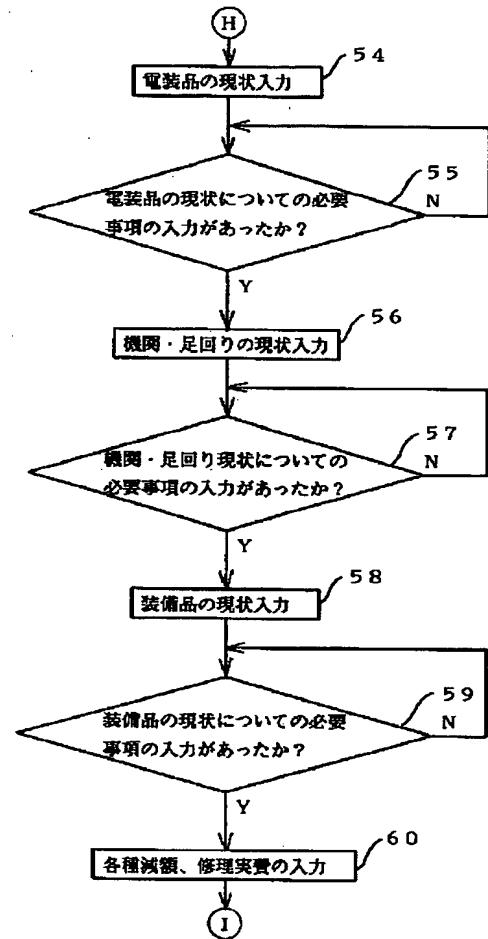 H
54
電装品の現状入力
55
電装品の現状についての必要
事項の入力があったか?
N
Y
56
機関・足回りの現状入力
57
機関・足回り現状についての
必要事項の入力があったか?
N
Y
58
装備品の現状入力
59
装備品の現状についての必要
事項の入力があったか?
N
Y
60
各種減額、修理実費の入力
I